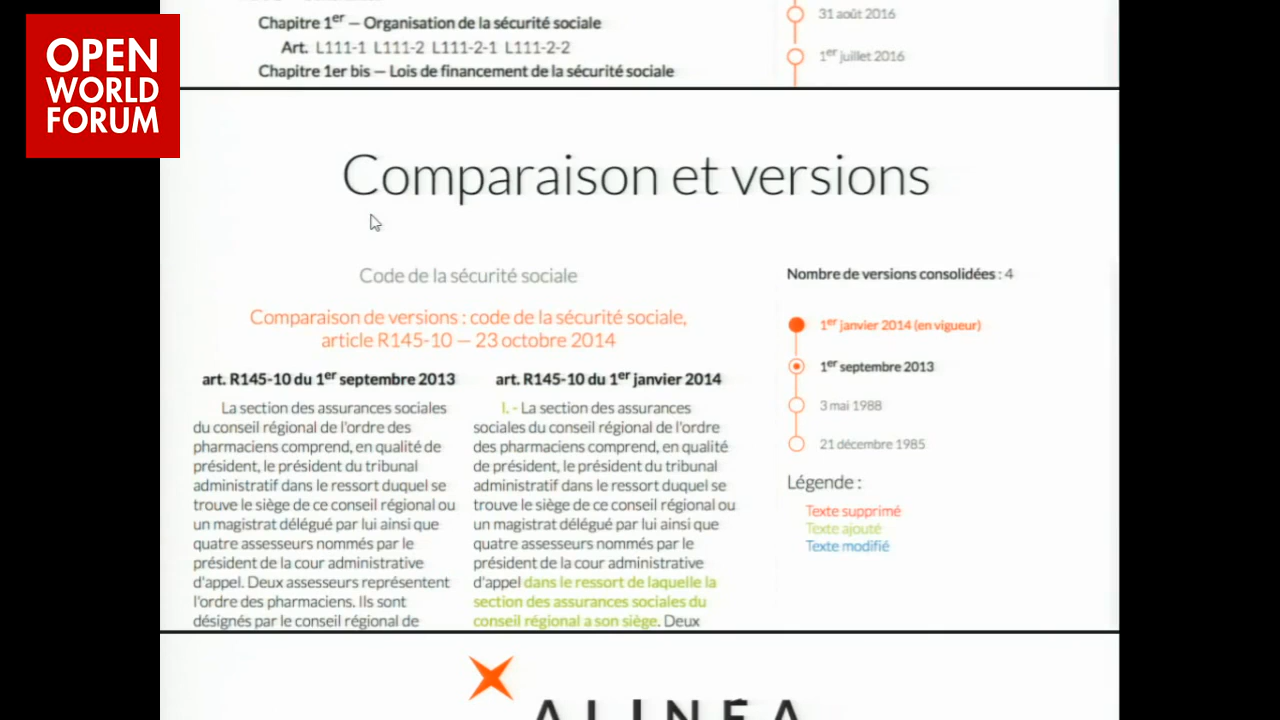 OPEN
WORLD
FORUM
Chapitre 1er — Organisation de la sécurité sociale
Art. L111-1 L111-2 L111-2-1 L111-2-2
Chapitre 1er bis — Lois de financement de la sécurité sociale
31 août 2016
1er juillet 2016
Comparaison et versions
Code de la sécurité sociale
Comparaison de versions : code de la sécurité sociale,
article R145-10 — 23 octobre 2014
art. R145-10 du 1er septembre 2013
La section des assurances sociales
du conseil régional de l'ordre des
pharmaciens comprend, en qualité de
président, le président du tribunal
administratif dans le ressort duquel se
trouve le siège de ce conseil régional ou
un magistrat délégué par lui ainsi que
quatre assesseurs nommés par le
président de la cour administrative
d'appel. Deux assesseurs représentent
l'ordre des pharmaciens. Ils sont
désignés par le conseil régional de
art. R145-10 du 1er janvier 2014
I. - La section des assurances
sociales du conseil régional de l'ordre
des pharmaciens comprend, en qualité
de président, le président du tribunal
administratif dans le ressort duquel se
trouve le siège de ce conseil régional ou
un magistrat délégué par lui ainsi que
quatre assesseurs nommés par le
président de la cour administrative
d'appel dans le ressort de laquelle la
section des assurances sociales du
conseil régional a son siège. Deux
Nombre de versions consolidées : 4
1er janvier 2014 (en vigueur)
1er septembre 2013
3 mai 1988
21 décembre 1985
Légende :
Texte supprimé
Texte ajouté
Texte modifié
ALINÉA